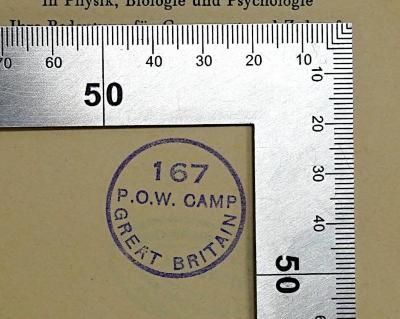 in Physik, Biologie und Psychologie
Ihre
70 60 50 40 30 20 10
10
20
30
40
50
167
P.O.W. CAMP
GREAT BRITAIN